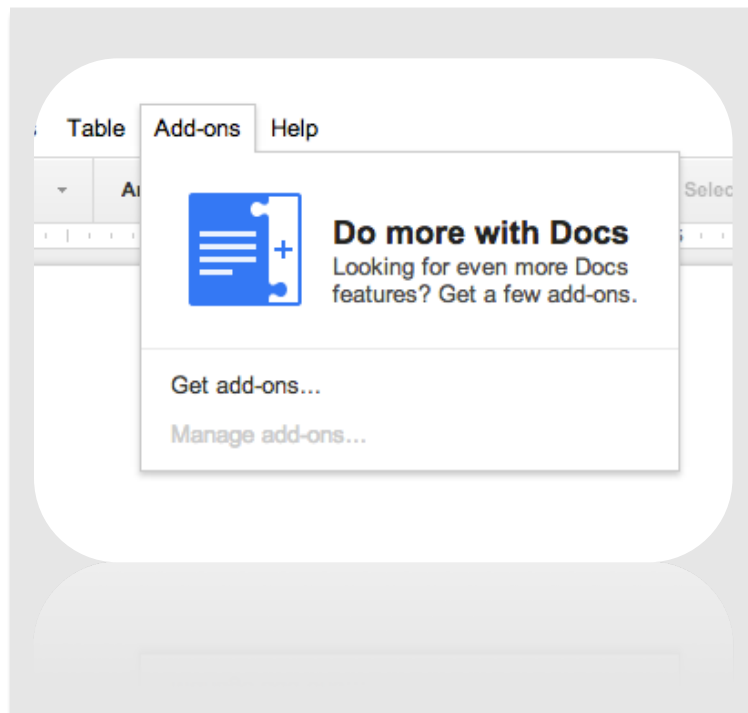 Table Add-ons Help
Selec
Do more with Docs
Looking for even more Docs
features? Get a few add-ons.
Get add-ons...
Manage add-ons...